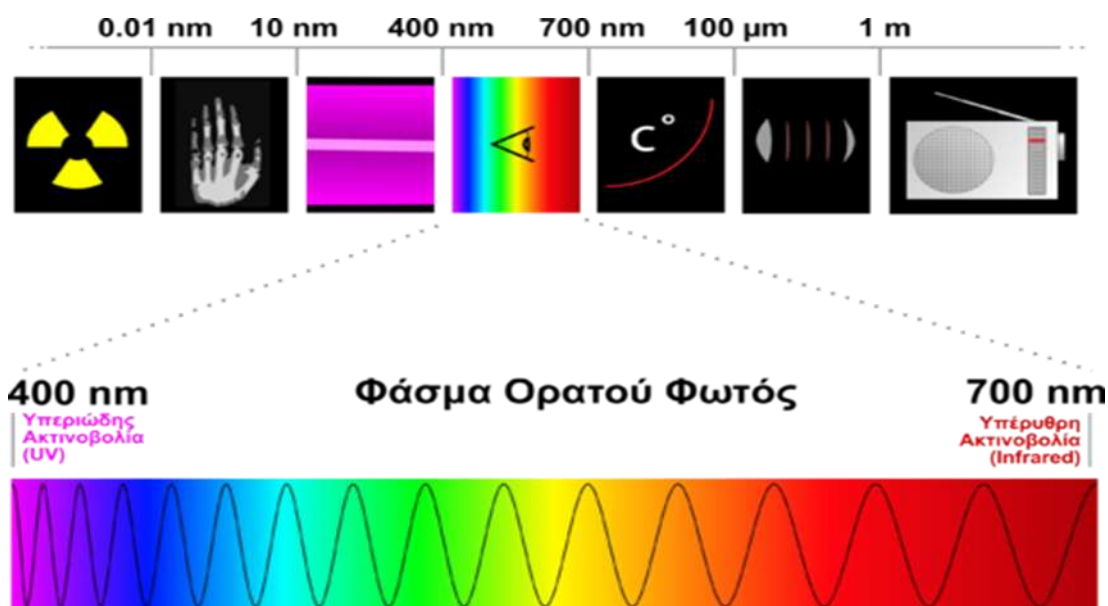 0.01 nm 10 nm 400 nm 700 nm 100 μm 1 m
C°
400 nm Φάσμα Ορατού Φωτός 700 nm
Υπεριώδης
Ακτινοβολία
(UV)
Υπέρυθρη
Ακτινοβολία
(Infrared)